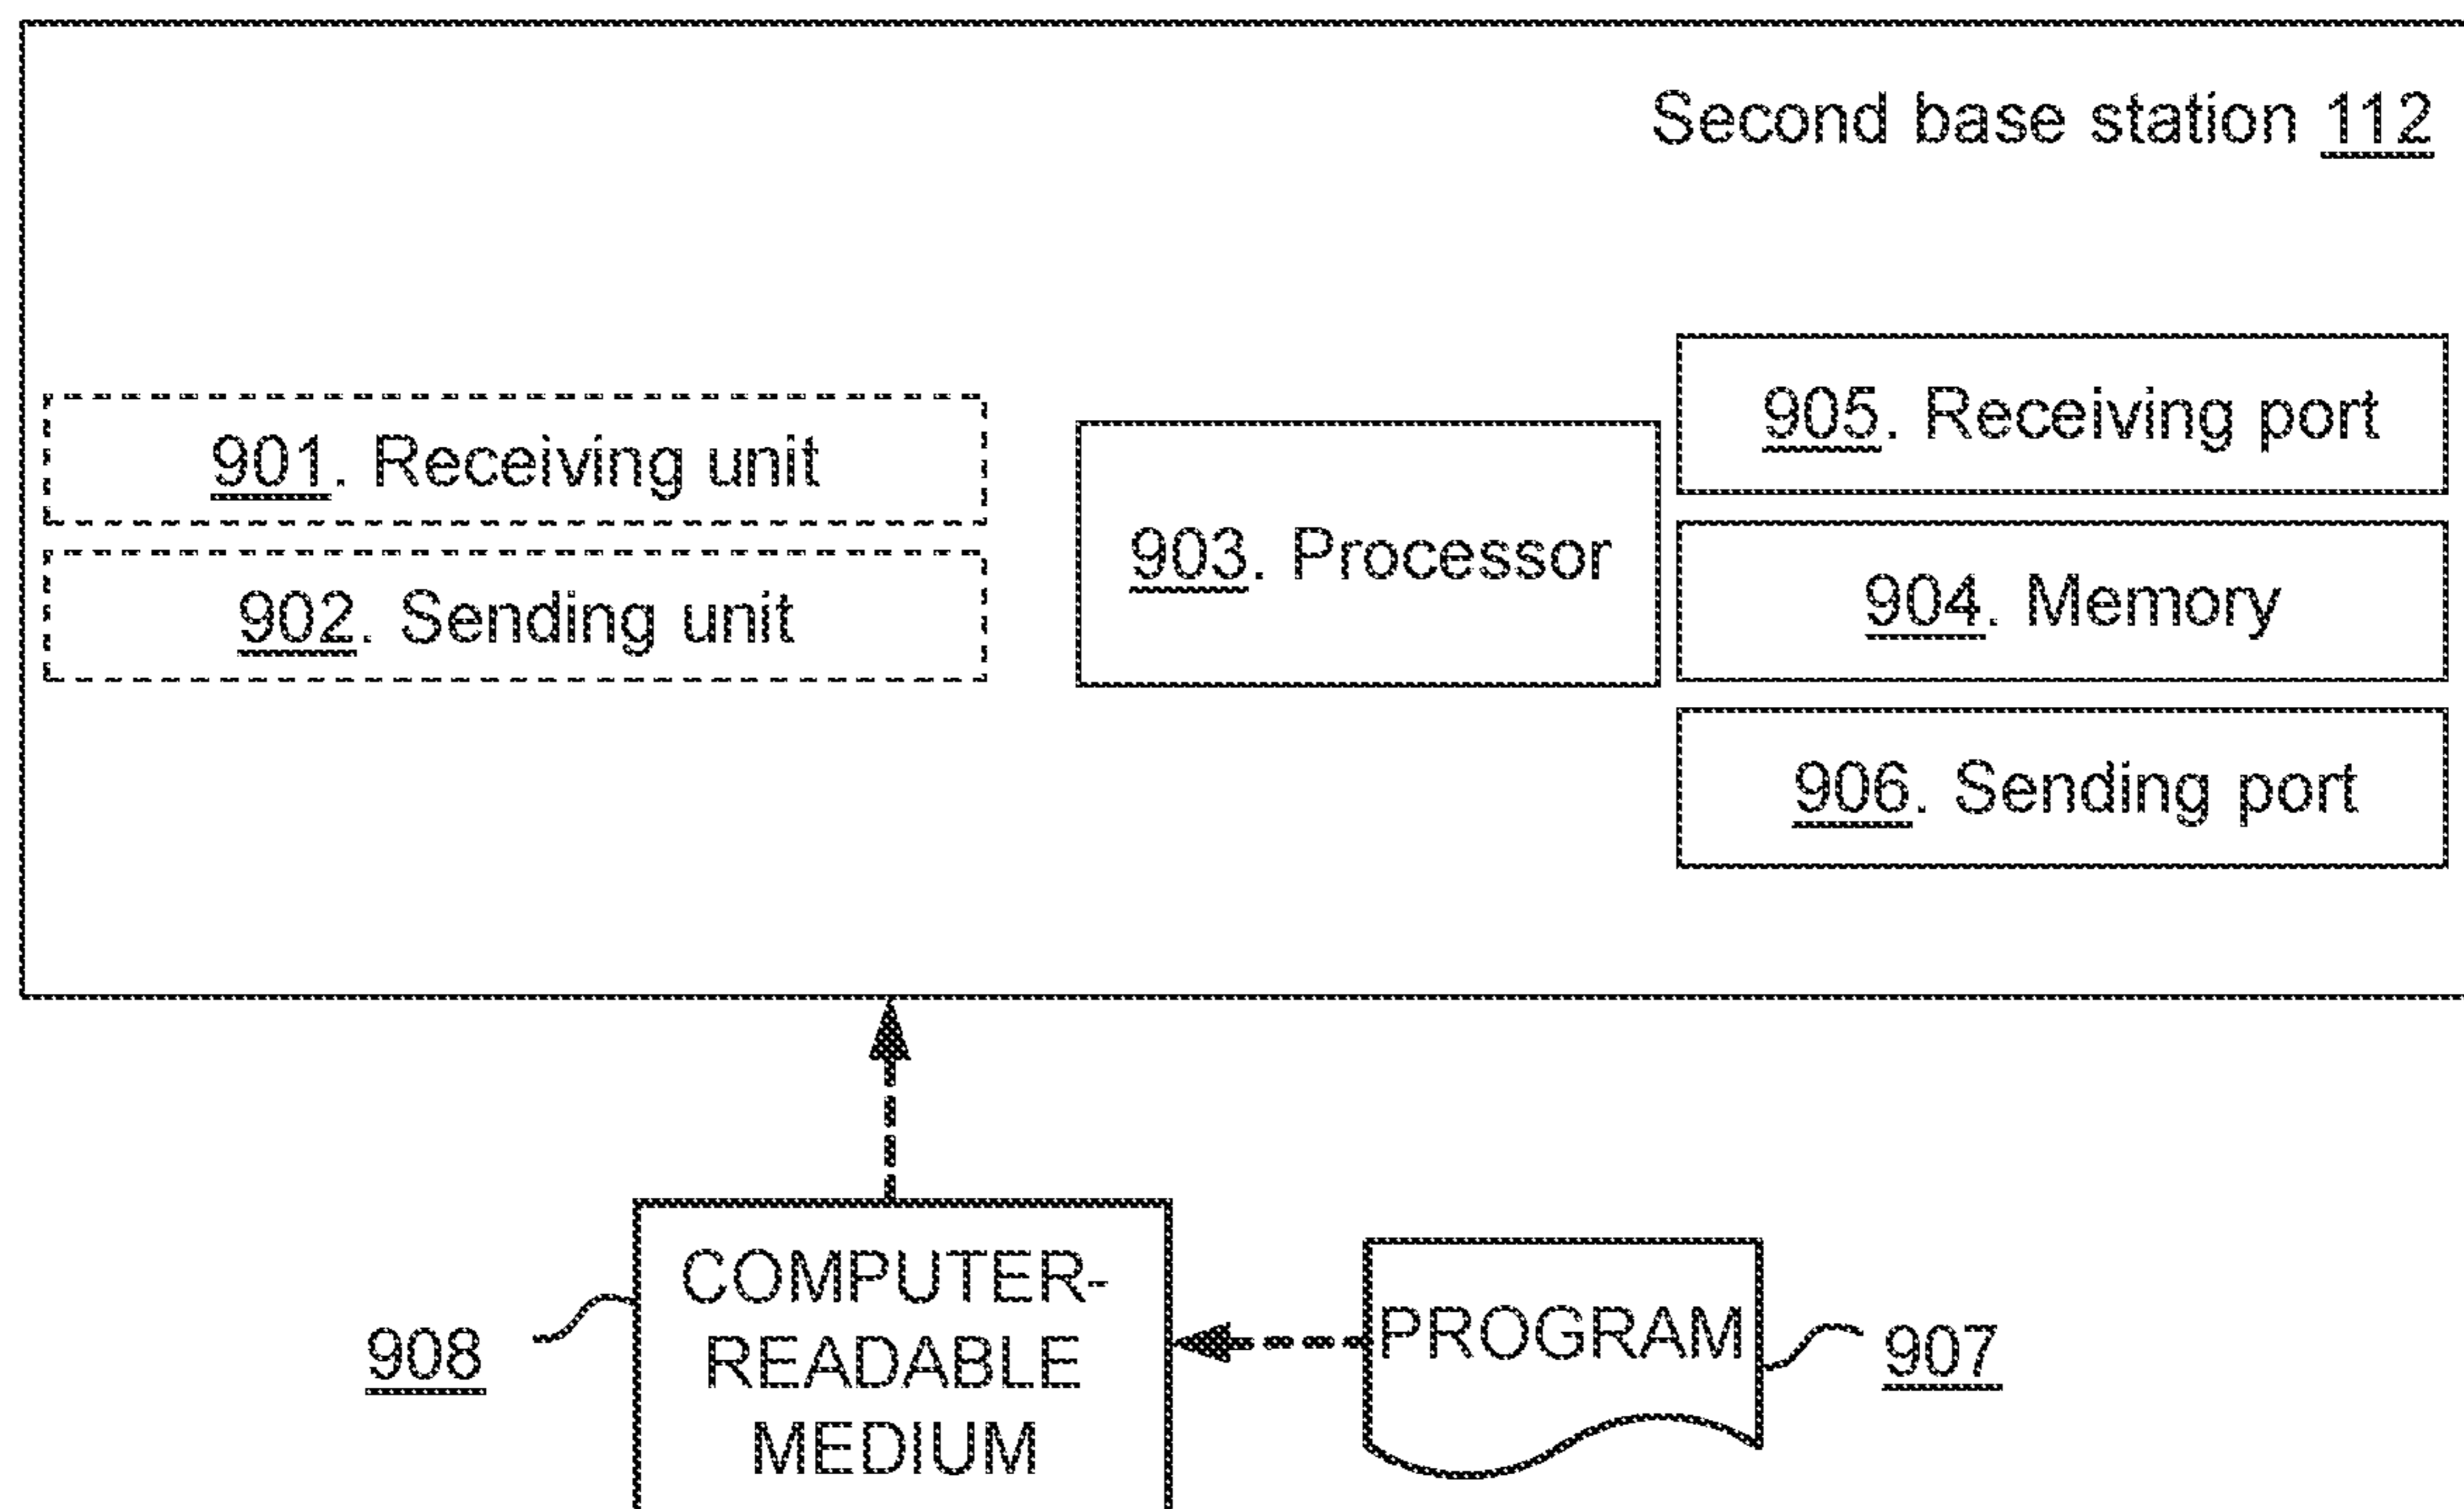 Second base station 112
901. Receiving unit
902. Sending unit
903. Processor
905. Receiving port
904. Memory
906. Sending port
908
COMPUTER-
READABLE
MEDIUM
PROGRAM
907